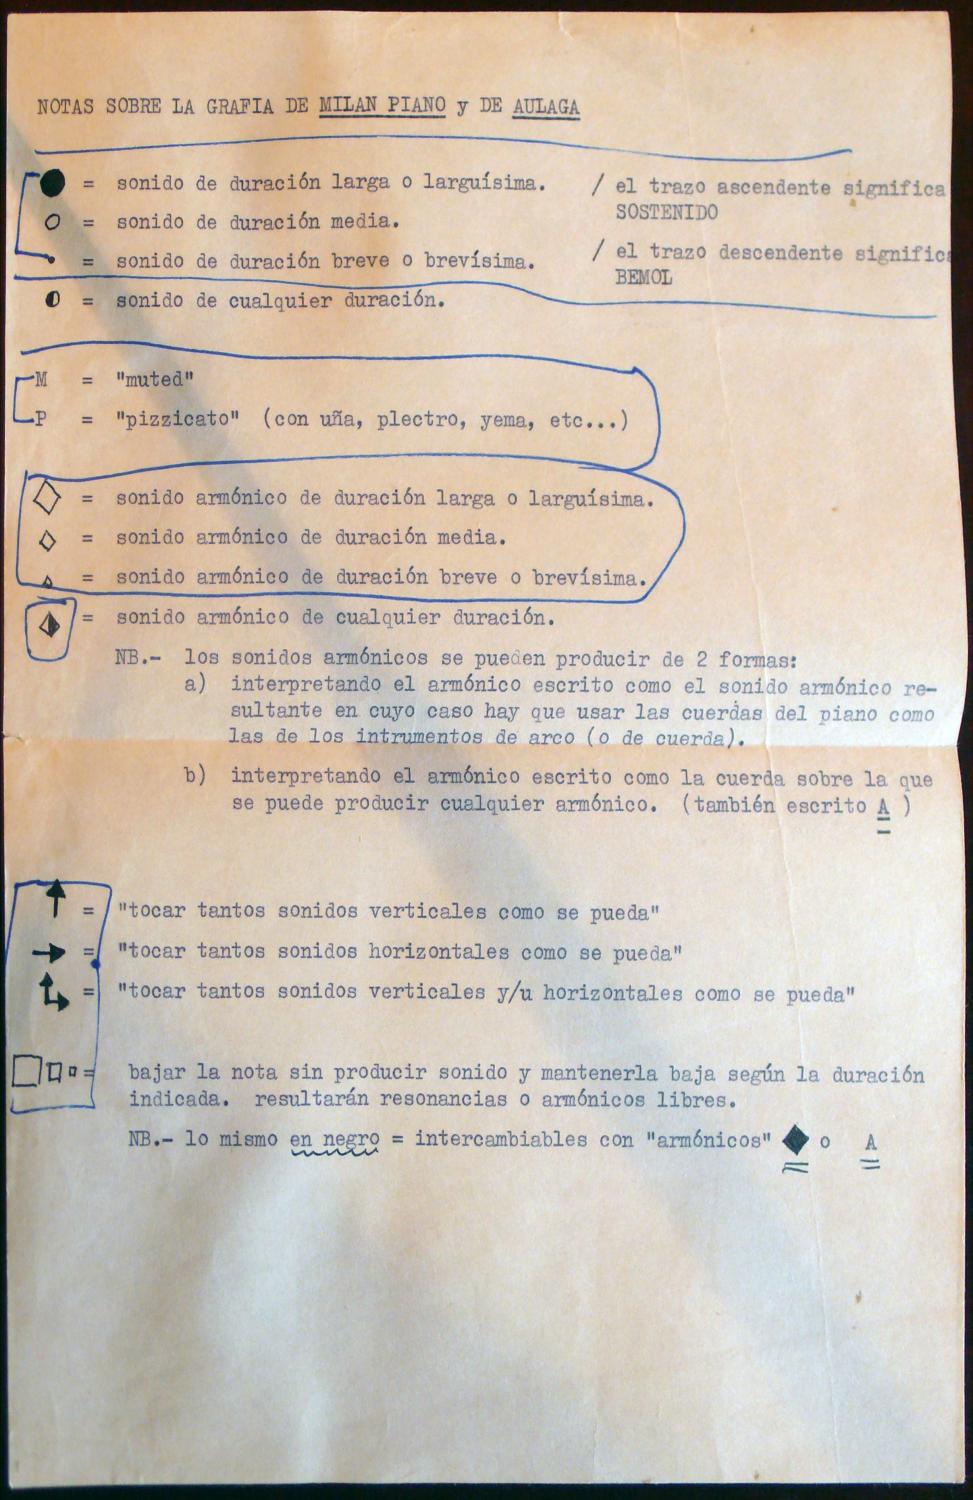 NOTAS SOBRE LA GRAFIA DE MILAN PIANO y DE AULAGA
= sonido de duración larga o larguísima. / el trazo ascendente significa
SOSTENIDO
= sonido de duración media.
= sonido de duración breve o brevísima. / el trazo descendente significa
BEMOL
= sonido de cualquier duración.
M = "muted"
P = "pizzicato" (con uña, plectro, yema, etc...)
= sonido armónico de duración larga o larguísima.
= sonido armónico de duración media.
= sonido armónico de duración breve o brevísima.
= sonido armónico de cualquier duración.
NB.- los sonidos armónicos se pueden producir de 2 formas:
a) interpretando el armónico escrito como el sonido armónico re-
sultante en cuyo caso hay que usar las cuerdas del piano como
las de los intrumentos de arco (o de cuerda).
b) interpretando el armónico escrito como la cuerda sobre la que
se puede producir cualquier armónico. (también escrito A )
↑ = "tocar tantos sonidos verticales como se pueda"
→ = "tocar tantos sonidos horizontales como se pueda"
= "tocar tantos sonidos verticales y/u horizontales como se pueda"
= bajar la nota sin producir sonido y mantenerla baja según la duración
indicada. resultarán resonancias o armónicos libres.
NB.- lo mismo en negro = intercambiables con "armónicos" ◆ o A